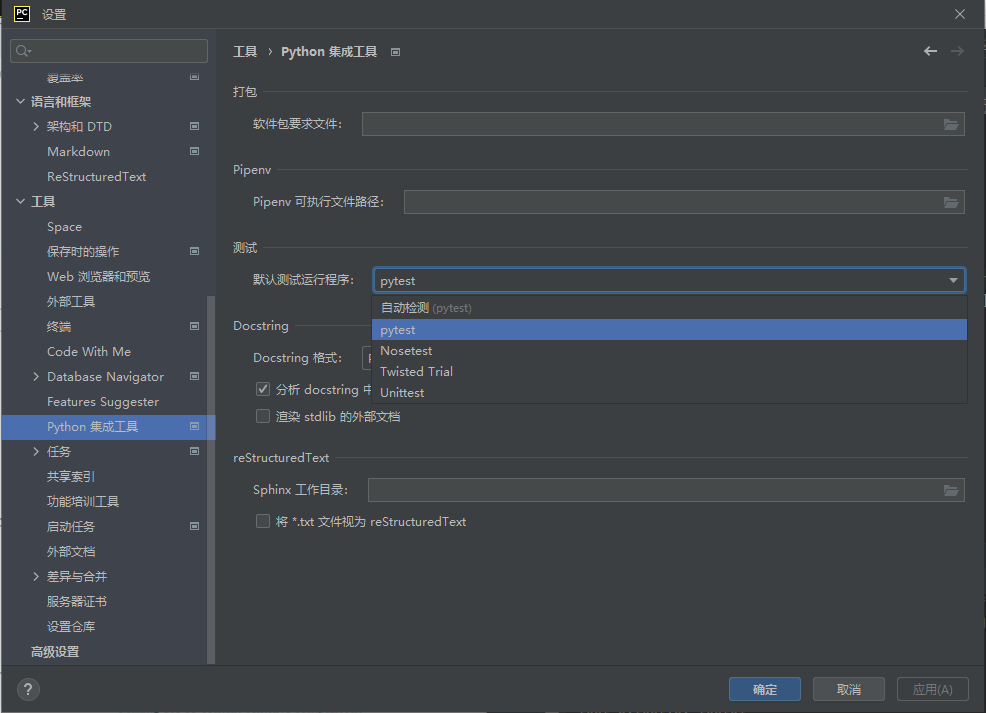 PC 设置
覆盖率
语言和框架
架构和 DTD
Markdown
ReStructuredText
工具
Space
保存时的操作
Web 浏览器和预览
外部工具
终端
Code With Me
Database Navigator
Features Suggester
Python 集成工具
任务
共享索引
功能培训工具
启动任务
外部文档
差异与合并
服务器证书
设置仓库
高级设置
工具 › Python 集成工具
打包
软件包要求文件:
Pipenv
Pipenv 可执行文件路径:
测试
默认测试运行程序: pytest
自动检测 (pytest)
pytest
Nosetest
Twisted Trial
Unittest
Docstring
Docstring 格式:
分析 docstring 中
渲染 stdlib 的外部文档
reStructuredText
Sphinx 工作目录:
将 *.txt 文件视为 reStructuredText
?
确定 取消 应用(A)